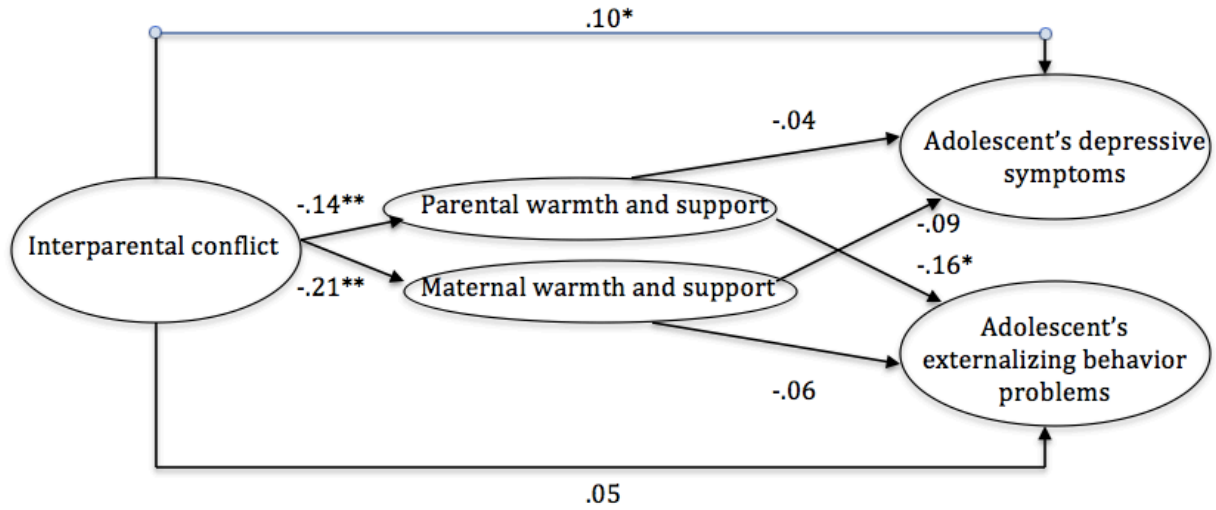 .10*
-.04
Adolescent's depressive
symptoms
-.14**
Parental warmth and support
-.09
Interparental conflict
-.16*
-.21**
Maternal warmth and support
Adolescent's
externalizing behavior
problems
-.06
.05